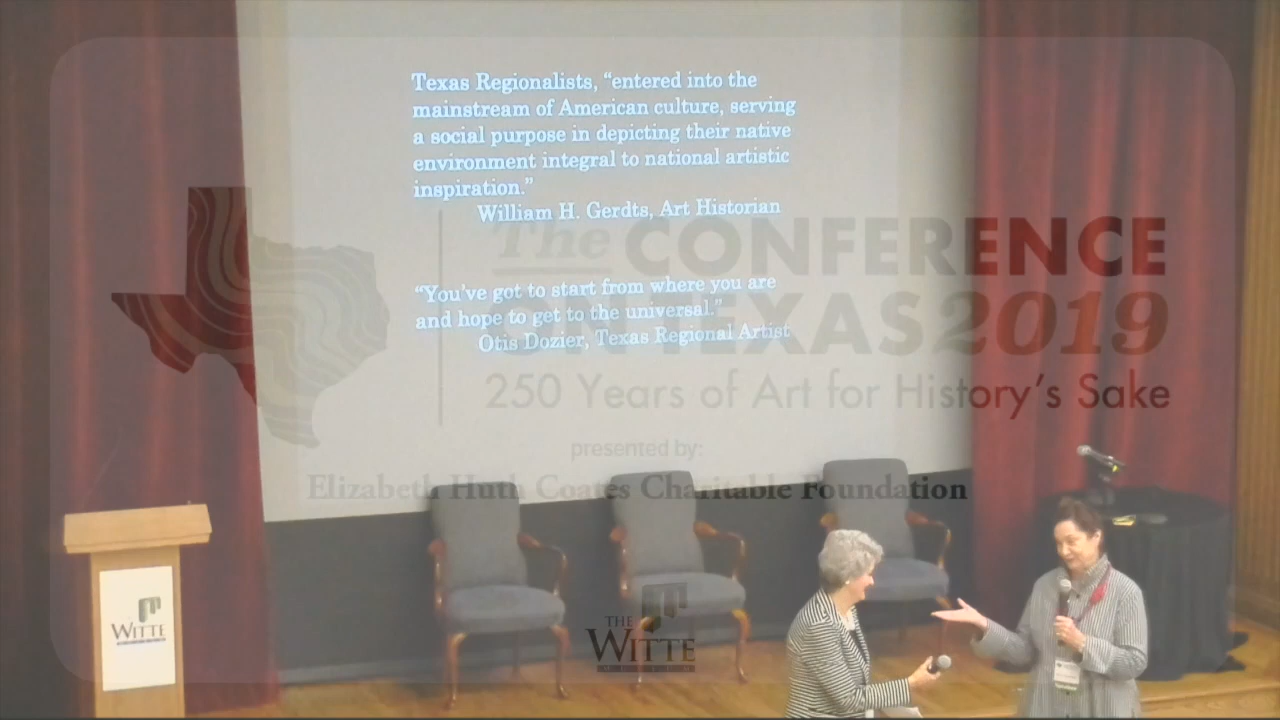 Texas Regionalists, “entered into the
mainstream of American culture, serving
a social purpose in depicting their native
environment integral to national artistic
inspiration.”
William H. Gerdts, Art Historian
“You’ve got to start from where you are
and hope to get to the universal.”
Otis Dozier, Texas Regional Artist
The CONFERENCE
ON TEXAS 2019
250 Years of Art for History’s Sake
presented by:
Elizabeth Huth Coates Charitable Foundation
WITTE
THE
WITTE